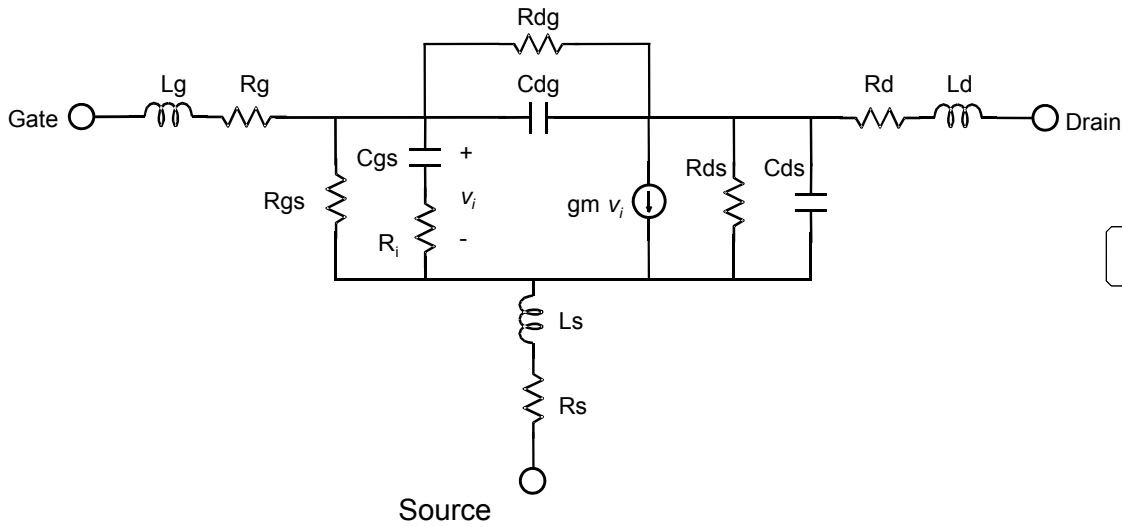 Rdg
Lg
Rg
Cdg
Rd
Ld
Gate
Drain
Cgs
+
Rds
Cds
Rgs
vi
gm vi
Ri
-
Ls
Rs
Source